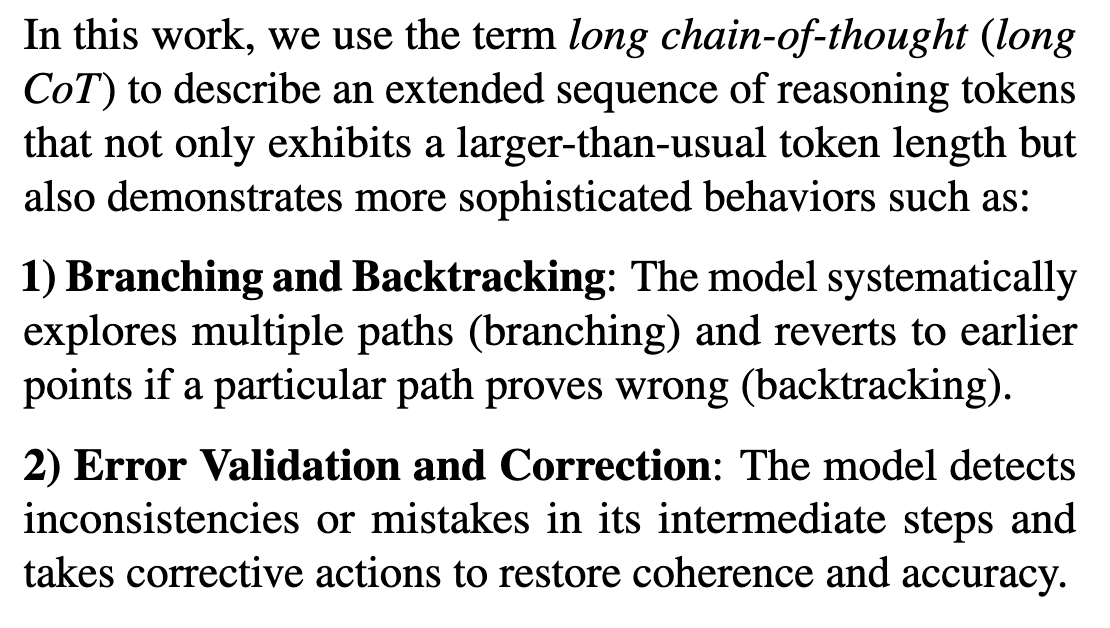 In this work, we use the term long chain-of-thought (long
CoT) to describe an extended sequence of reasoning tokens
that not only exhibits a larger-than-usual token length but
also demonstrates more sophisticated behaviors such as:
1) Branching and Backtracking: The model systematically
explores multiple paths (branching) and reverts to earlier
points if a particular path proves wrong (backtracking).
2) Error Validation and Correction: The model detects
inconsistencies or mistakes in its intermediate steps and
takes corrective actions to restore coherence and accuracy.